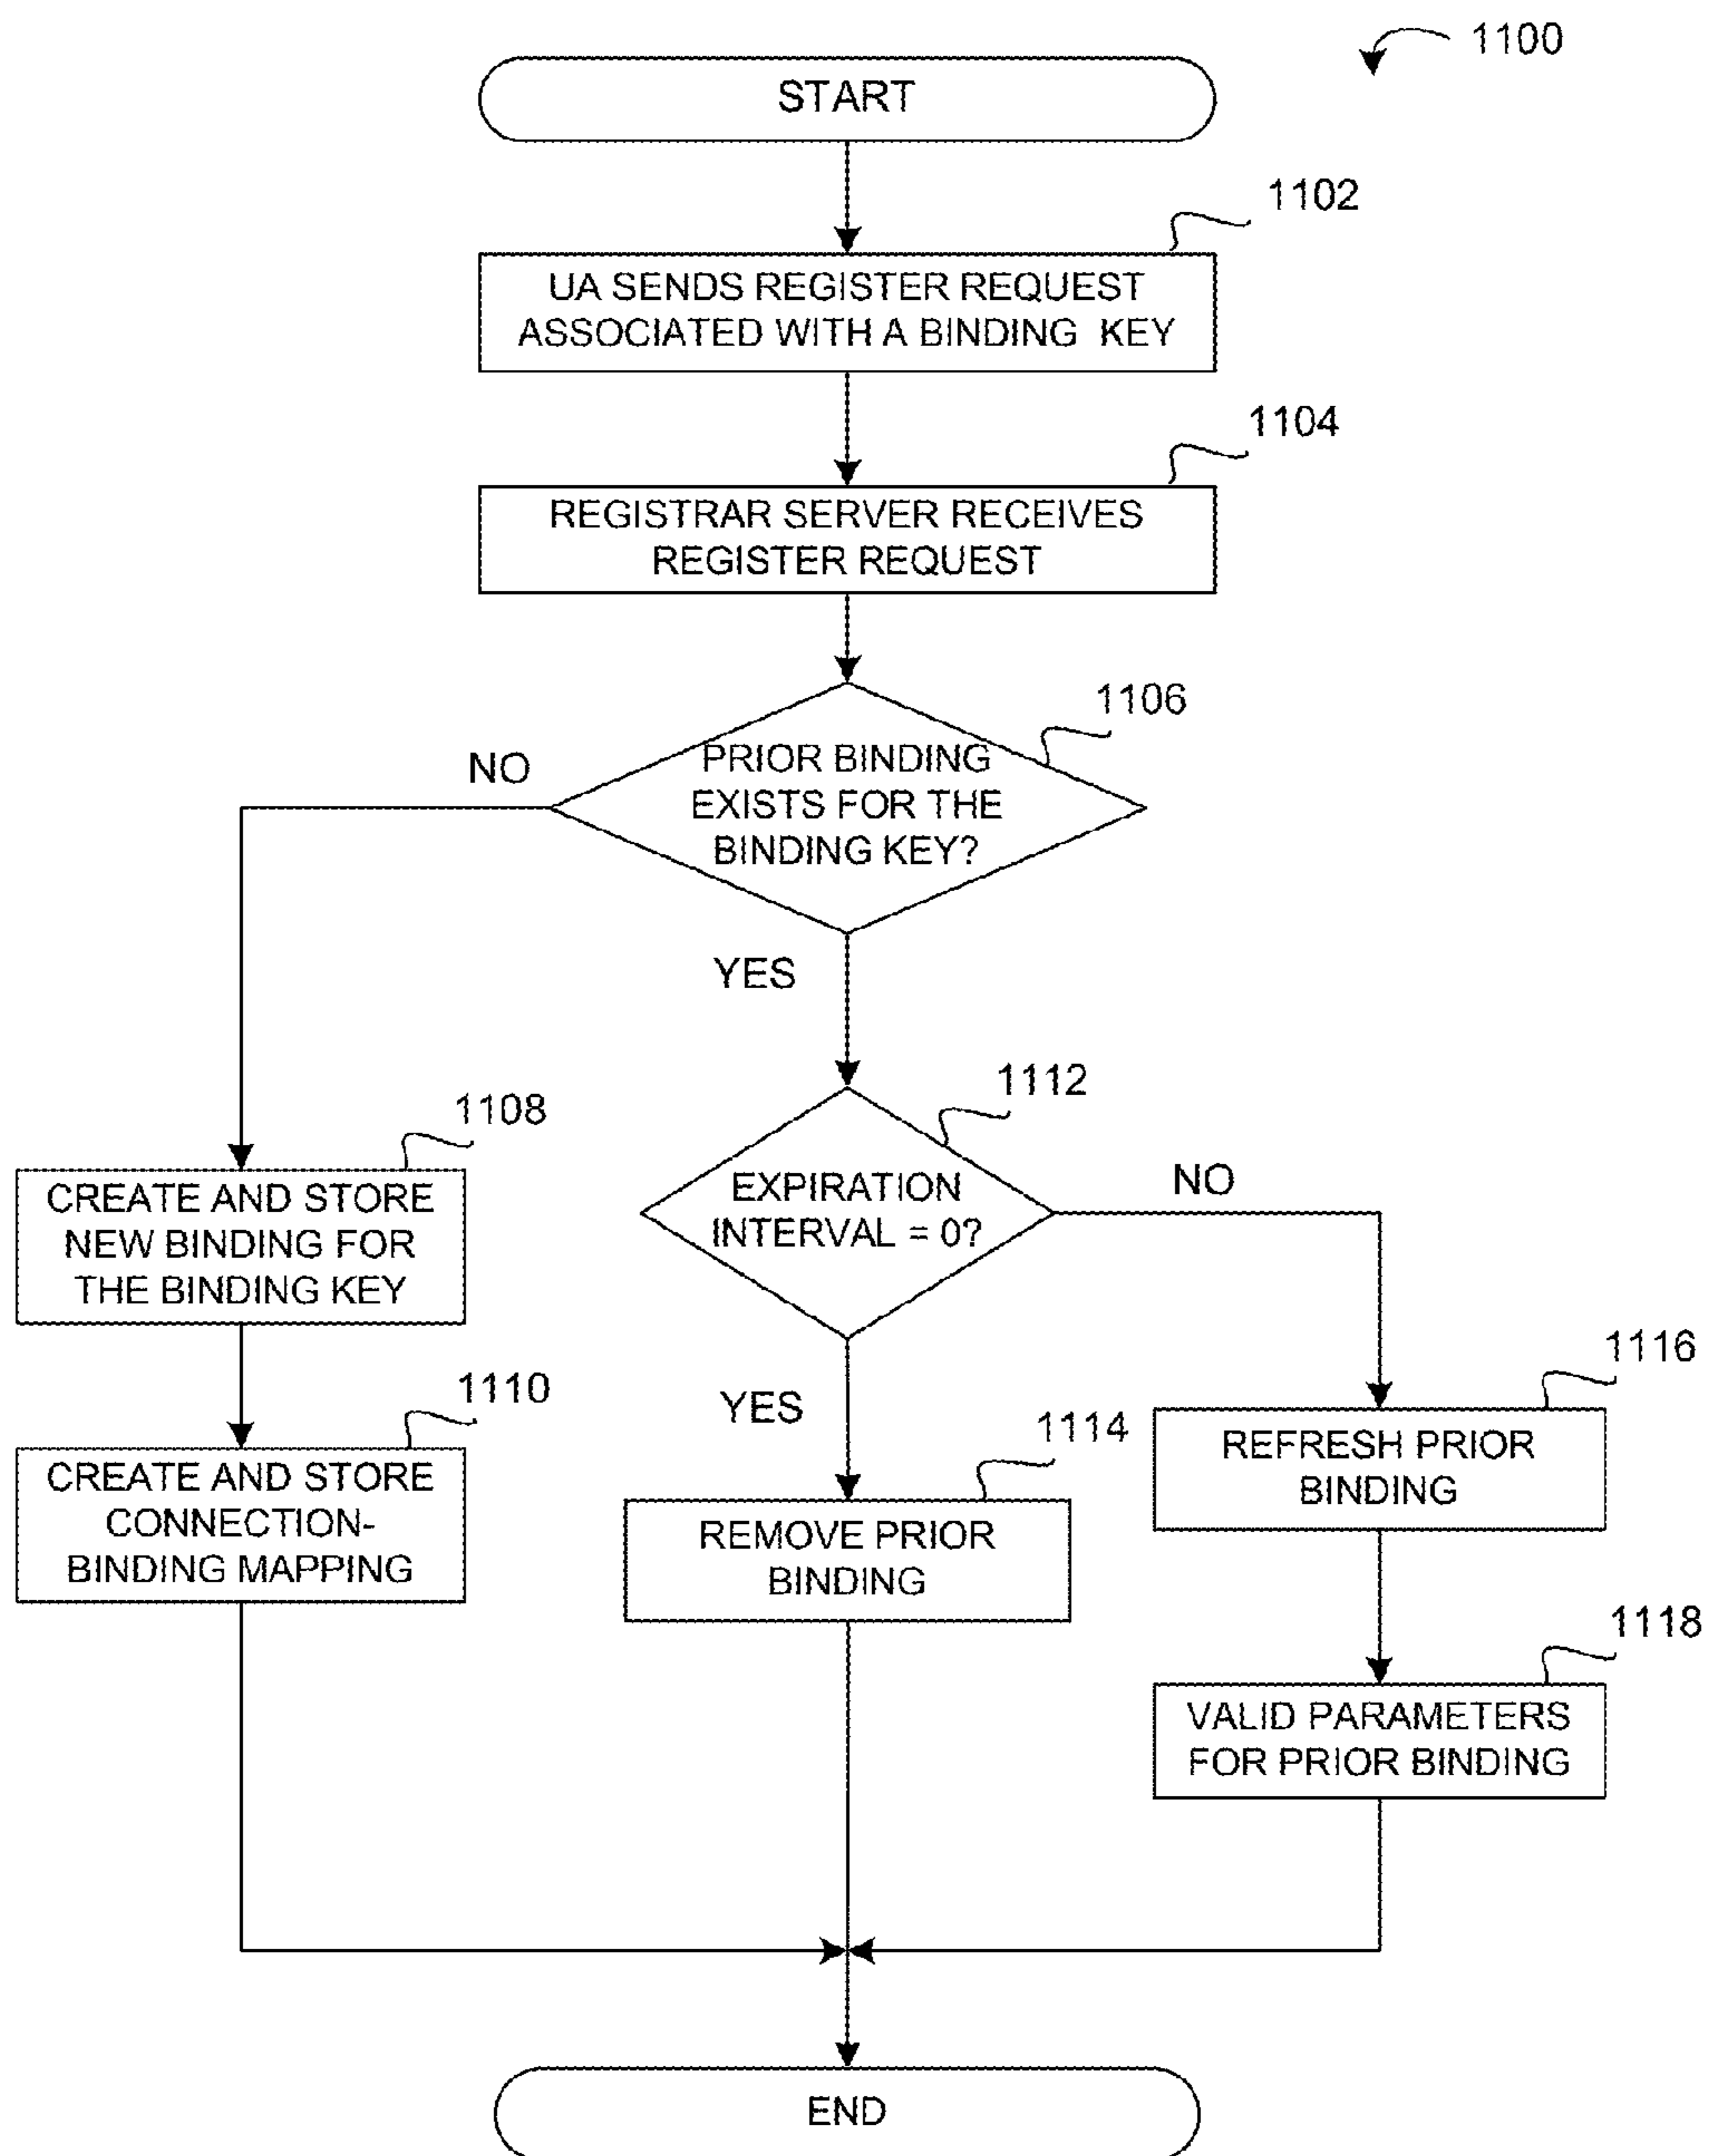 1100
START
1102
UA SENDS REGISTER REQUEST
ASSOCIATED WITH A BINDING KEY
1104
REGISTRAR SERVER RECEIVES
REGISTER REQUEST
1106
NO
PRIOR BINDING
EXISTS FOR THE
BINDING KEY?
YES
1112
1108
CREATE AND STORE
NEW BINDING FOR
THE BINDING KEY
EXPIRATION
INTERVAL = 0?
NO
1110
CREATE AND STORE
CONNECTION-
BINDING MAPPING
YES
1114
REMOVE PRIOR
BINDING
1116
REFRESH PRIOR
BINDING
1118
VALID PARAMETERS
FOR PRIOR BINDING
END